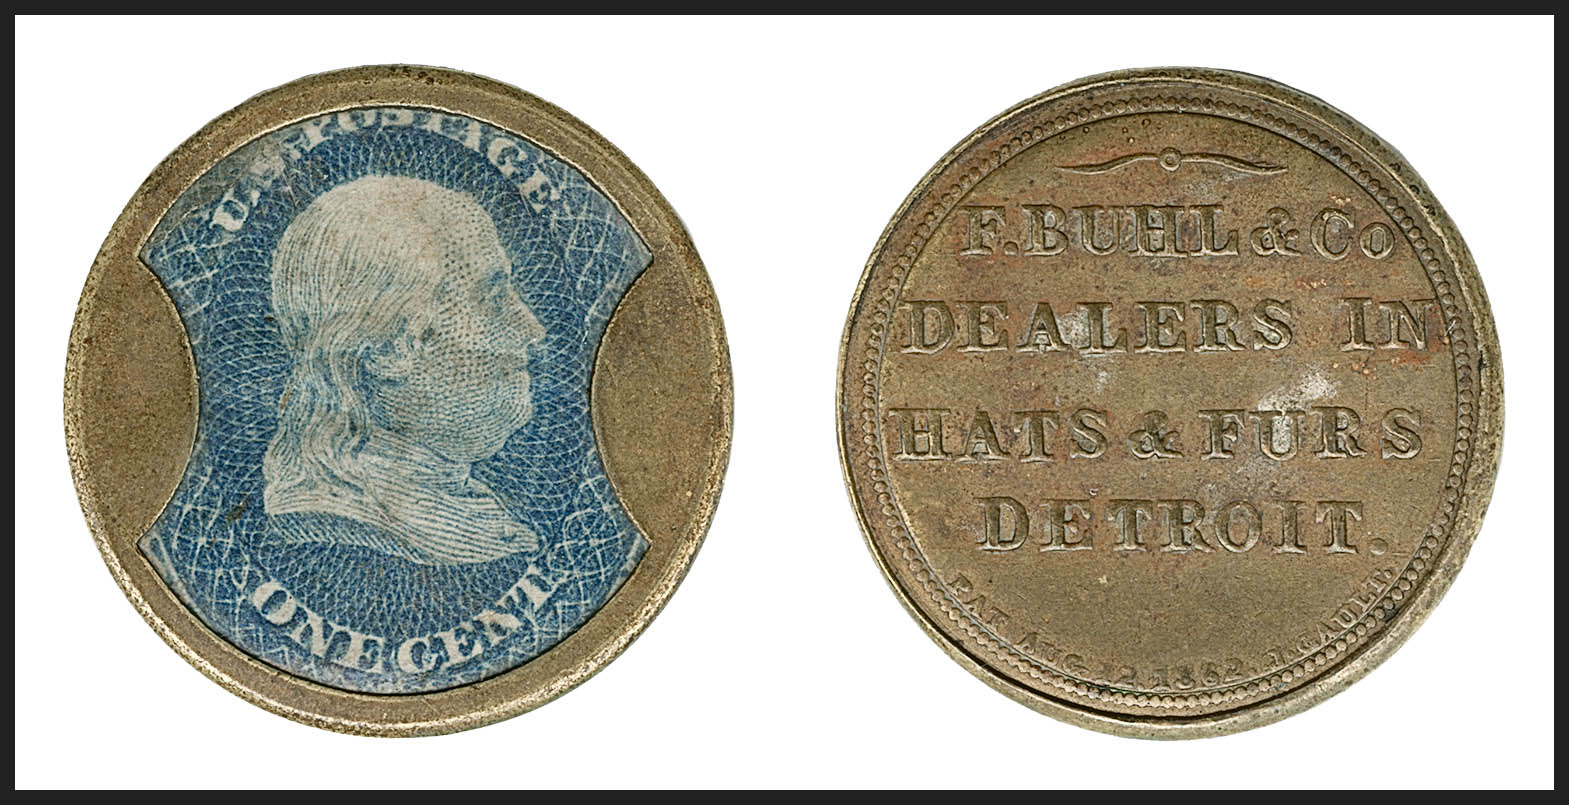 U.S. POSTAGE
ONE CENT.
F. BUHL & Co
DEALERS IN
HATS & FURS
DETROIT.
PAT AUG 12 1862 J. GAULT.